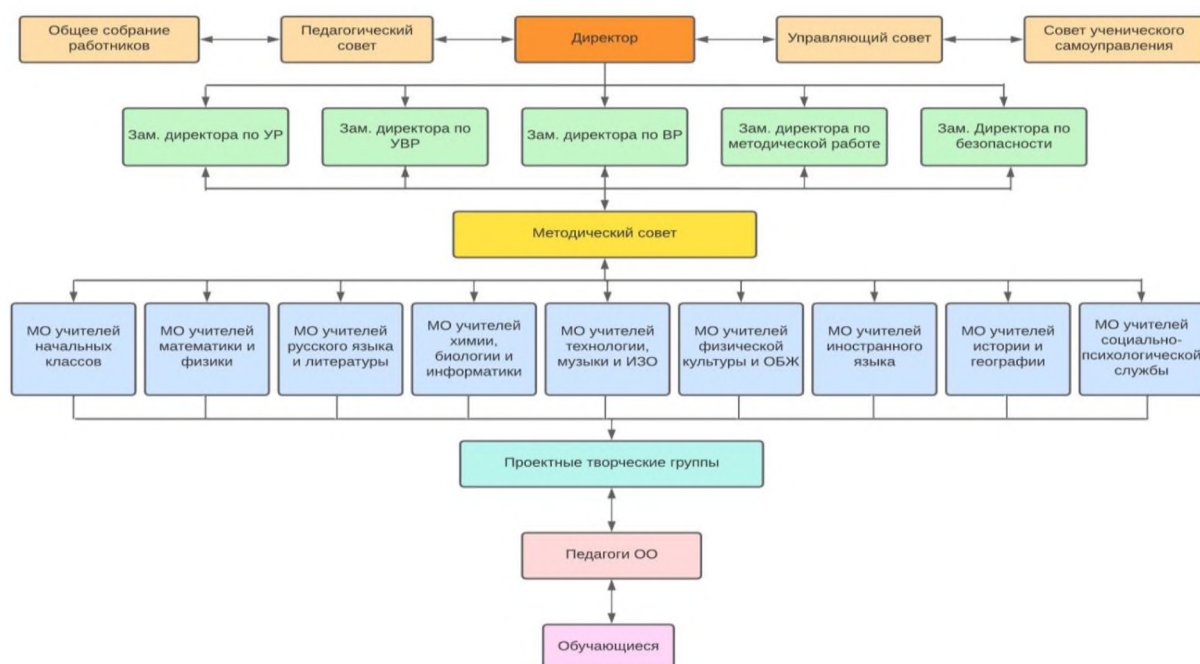 Общее собрание
работников
Педагогический
совет
Директор
Управляющий совет
Совет ученического
самоуправления
Зам. директора по УР
Зам. директора по
УВР
Зам. директора по ВР
Зам. директора по
методической работе
Зам. Директора по
безопасности
Методический совет
МО учителей
начальных
классов
МО учителей
математики и
физики
МО учителей
русского языка
и литературы
МО учителей
химии,
биологии и
информатики
МО учителей
технологии,
музыки и ИЗО
МО учителей
физической
культуры и ОБЖ
МО учителей
иностранного
языка
МО учителей
истории и
географии
МО учителей
социально-
психологической
службы
Проектные творческие группы
Педагоги ОО
Обучающиеся